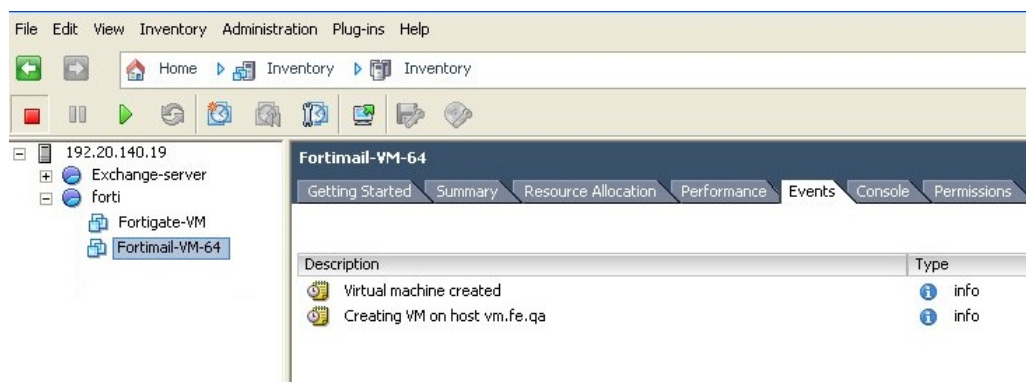 File Edit View Inventory Administration Plug-ins Help
Home Inventory Inventory
192.20.140.19
Exchange-server
forti
Fortigate-VM
Fortimail-VM-64
Fortimail-VM-64
Getting Started Summary Resource Allocation Performance Events Console Permissions
Description Type
Virtual machine created info
Creating VM on host vm.fe.qa info